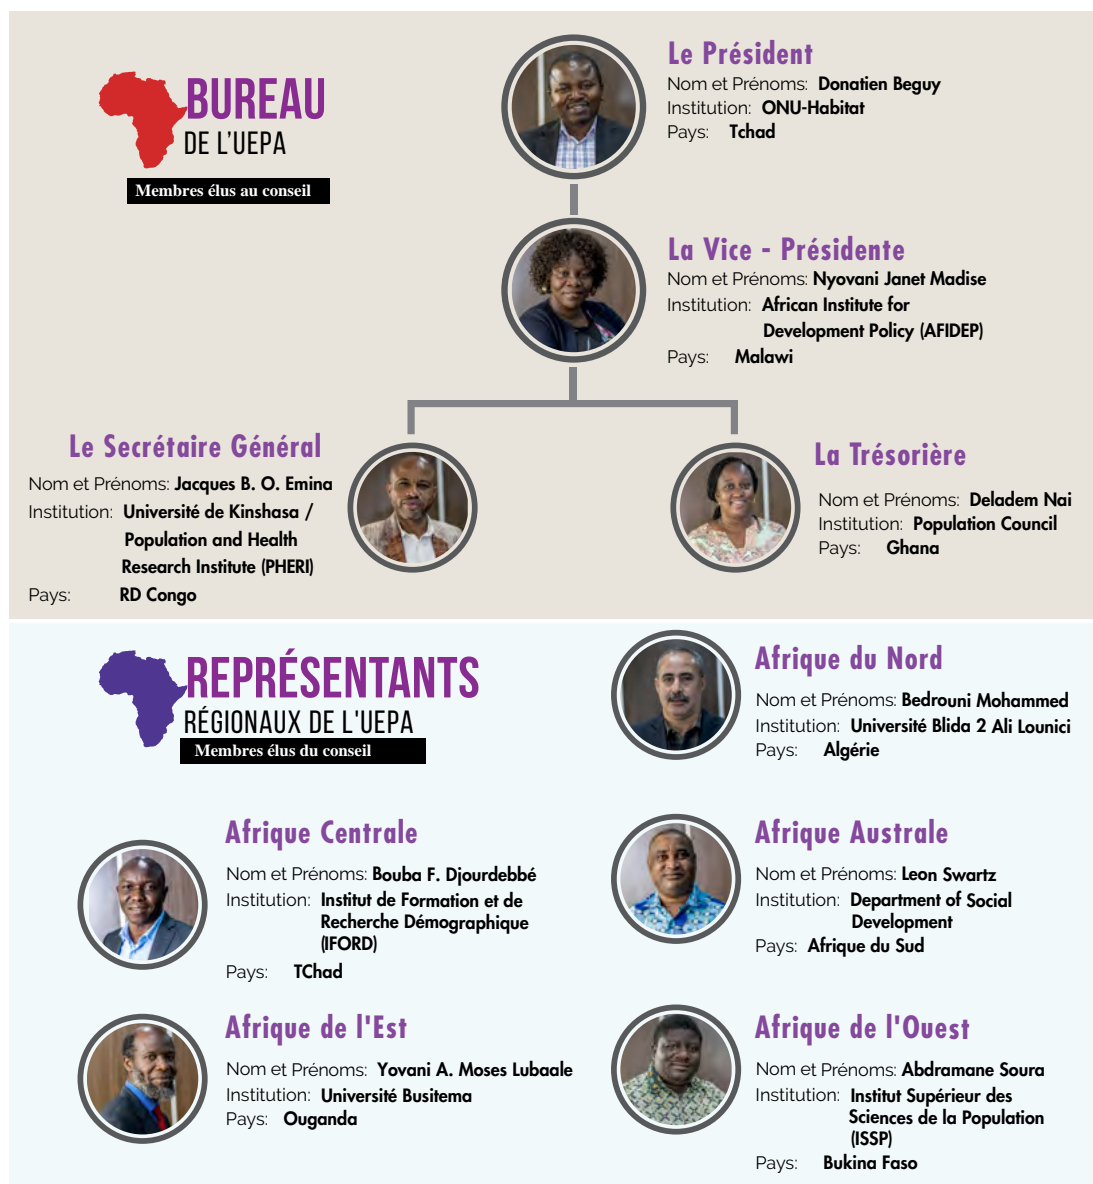 BUREAU
DE L'UEPA
Membres élus au conseil
Le Président
Nom et Prénoms: Donatien Beguy
Institution: ONU-Habitat
Pays: Tchad
La Vice - Présidente
Nom et Prénoms: Nyovani Janet Madise
Institution: African Institute for
Development Policy (AFIDEP)
Pays: Malawi
Le Secrétaire Général
Nom et Prénoms: Jacques B. O. Emina
Institution: Université de Kinshasa /
Population and Health
Research Institute (PHERI)
Pays: RD Congo
La Trésorière
Nom et Prénoms: Deladem Nai
Institution: Population Council
Pays: Ghana
REPRÉSENTANTS
RÉGIONAUX DE L'UEPA
Membres élus du conseil
Afrique du Nord
Nom et Prénoms: Bedrouni Mohammed
Institution: Université Blida 2 Ali Lounici
Pays: Algérie
Afrique Centrale
Nom et Prénoms: Bouba F. Djourdebbé
Institution: Institut de Formation et de
Recherche Démographique
(IFORD)
Pays: TChad
Afrique Australe
Nom et Prénoms: Leon Swartz
Institution: Department of Social
Development
Pays: Afrique du Sud
Afrique de l'Est
Nom et Prénoms: Yovani A. Moses Lubaale
Institution: Université Busitema
Pays: Ouganda
Afrique de l'Ouest
Nom et Prénoms: Abdramane Soura
Institution: Institut Supérieur des
Sciences de la Population
(ISSP)
Pays: Bukina Faso